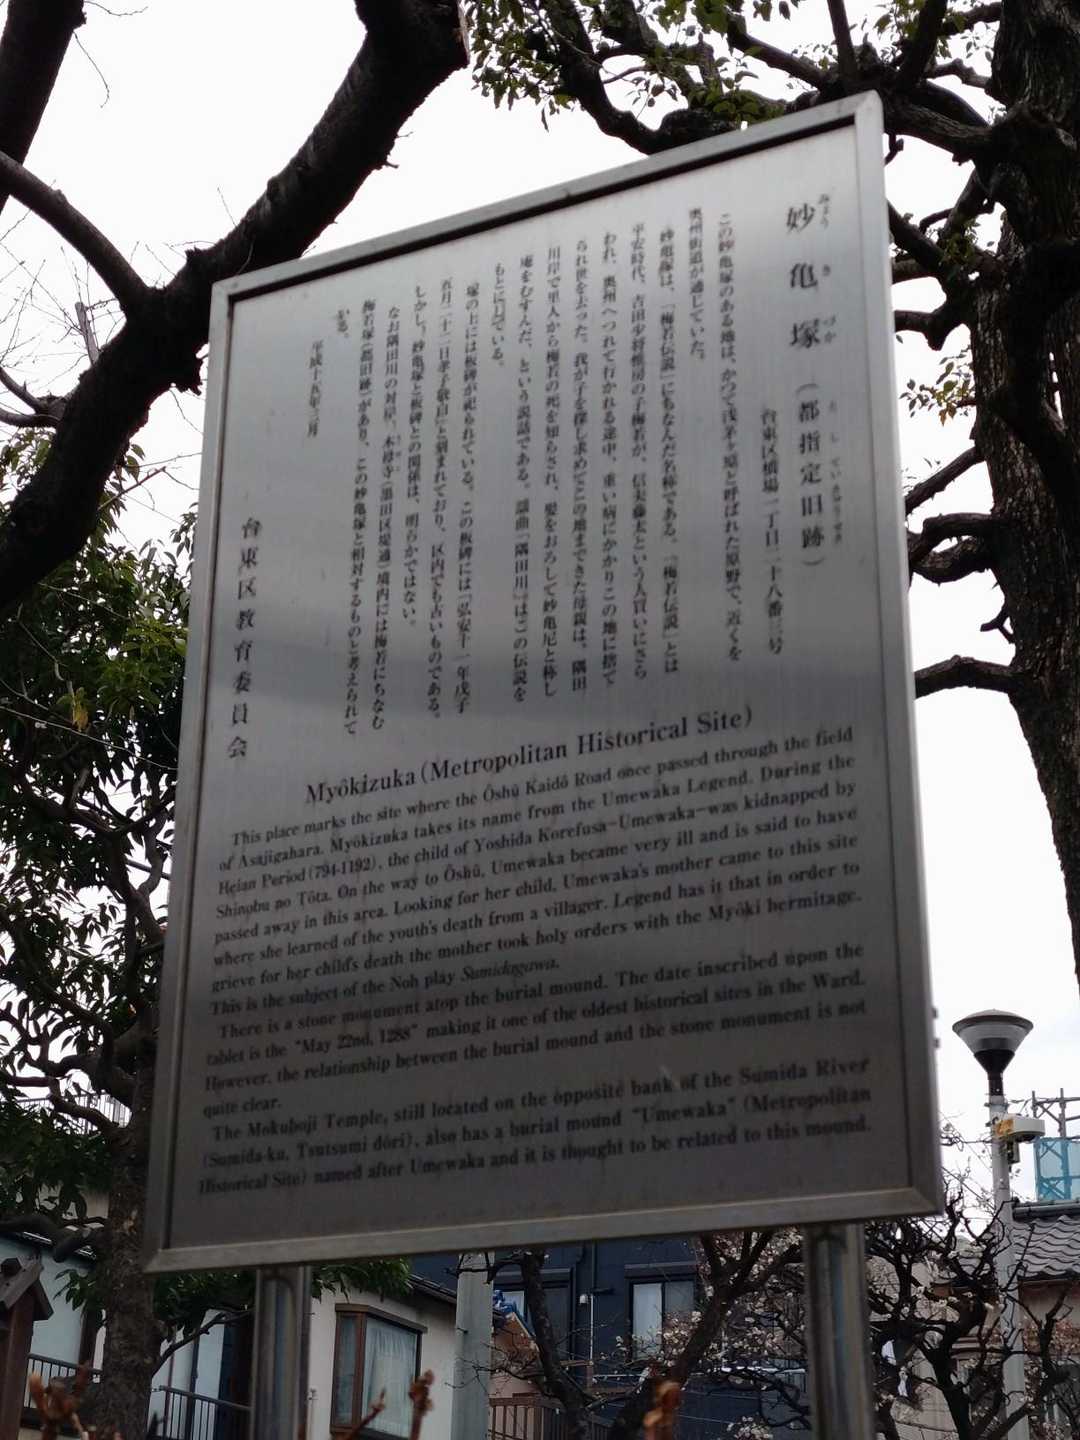 妙亀塚（都指定旧跡）
みょうきづか
としていきゅうせき
台東区橋場一丁目二十八番三号
この妙亀塚のある地は、かつて浅茅ヶ原と呼ばれた原野で、近くを
奥州街道が通じていた。
妙亀塚は、「梅若伝説」にちなんだ名称である。「梅若伝説」とは
平安時代、吉田少将惟房の子梅若が、信夫藤太という人買いにさら
われ、奥州へつれて行かれる途中、重い病にかかりこの地に捨て
られ世を去った。我が子を探し求めてこの地まできた母親は、隅田
川岸で里人から梅若の死を知らされ、髪をおろして妙亀尼と称し
庵をむすんだ、という説話である。謡曲「隅田川」はこの伝説を
もとにしている。
塚の上には板碑が祀られている。この板碑には「弘安十一年戊子
五月二十二日孝子敬白」と刻まれており、区内でも古いものである。
しかし、妙亀塚と板碑との関係は、明らかではない。
なお隅田川の対岸、木母寺（墨田区堤通）境内には梅若にちなむ
梅若塚（都旧跡）があり、この妙亀塚と相対するものと考えられて
いる。
平成十五年三月
台東区教育委員会
Myôkizuka (Metropolitan Historical Site)
This place marks the site where the Ôshû Kaidô Road once passed through the field
of Asajigahara. Myôkizuka takes its name from the Umewaka Legend. During the
Heian Period (794-1192), the child of Yoshida Korefusa-Umewaka-was kidnapped by
Shinobu no Tôta. On the way to Ôshû, Umewaka became very ill and is said to have
passed away in this area. Looking for her child, Umewaka's mother came to this site
where she learned of the youth's death from a villager. Legend has it that in order to
grieve for her child's death the mother took holy orders with the Myôki hermitage.
This is the subject of the Noh play Sumidagawa.
There is a stone monument atop the burial mound. The date inscribed upon the
tablet is the "May 22nd, 1288" making it one of the oldest historical sites in the Ward.
However, the relationship between the burial mound and the stone monument is not
quite clear.
The Mokuboji Temple, still located on the opposite bank of the Sumida River
(Sumida-ku, Tsutsumi dôri), also has a burial mound "Umewaka" (Metropolitan
Historical Site) named after Umewaka and it is thought to be related to this mound.